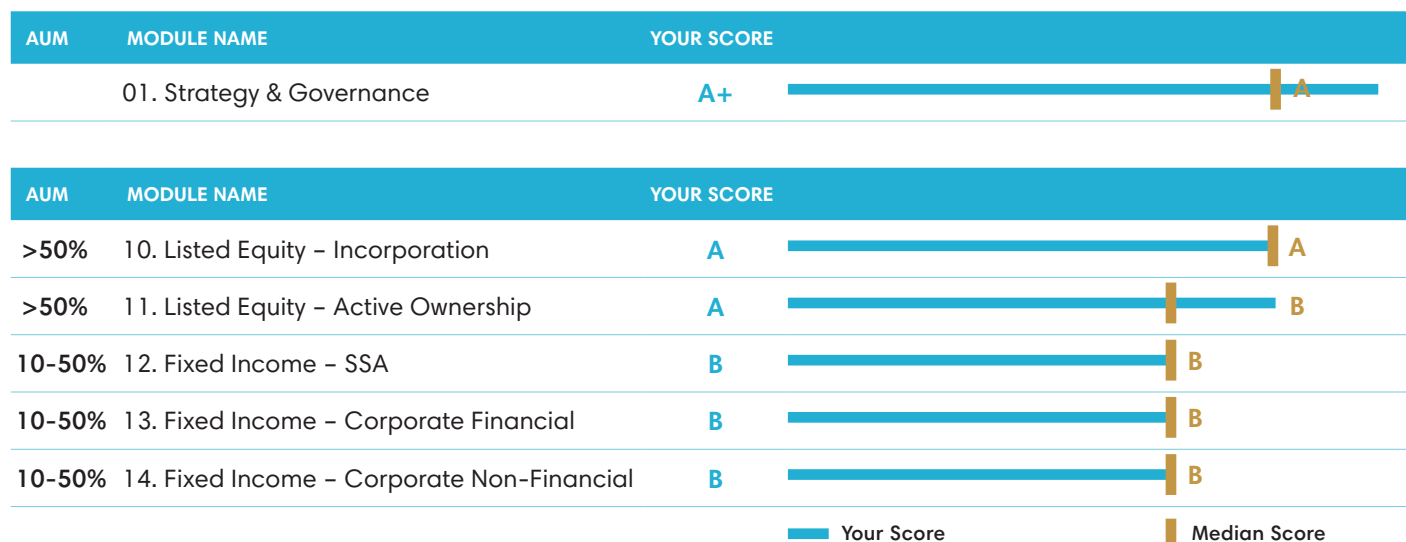 AUM MODULE NAME YOUR SCORE
01. Strategy & Governance A+ A
AUM MODULE NAME YOUR SCORE
>50% 10. Listed Equity – Incorporation A A
>50% 11. Listed Equity – Active Ownership A B
10-50% 12. Fixed Income – SSA B B
10-50% 13. Fixed Income – Corporate Financial B B
10-50% 14. Fixed Income – Corporate Non-Financial B B
Your Score Median Score